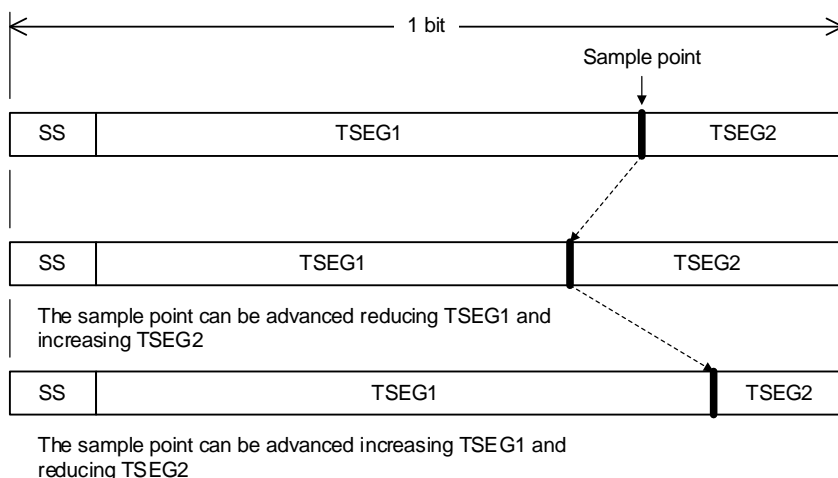 1 bit
Sample point
SS TSEG1 TSEG2
SS TSEG1 TSEG2
The sample point can be advanced reducing TSEG1 and
increasing TSEG2
SS TSEG1 TSEG2
The sample point can be advanced increasing TSEG1 and
reducing TSEG2